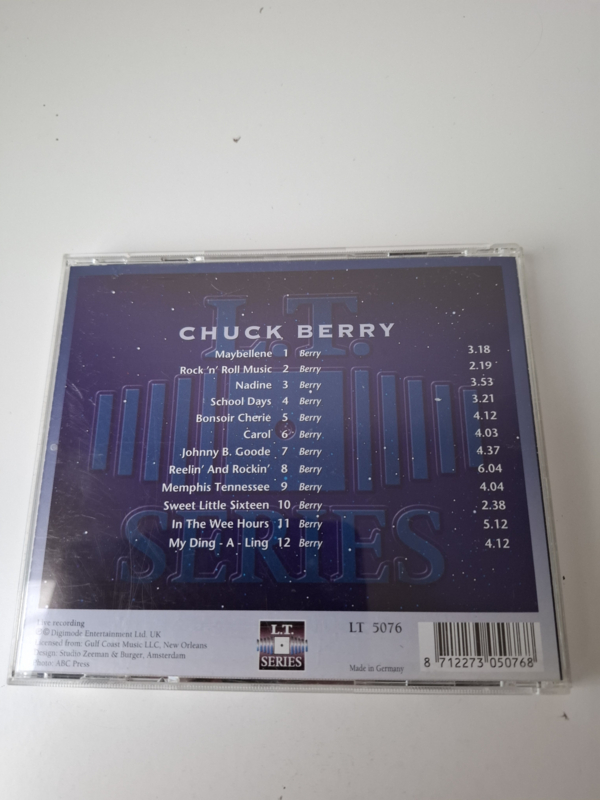 L.T.
SERIES
CHUCK BERRY
Maybellene 1 Berry 3.18
Rock 'n' Roll Music 2 Berry 2.19
Nadine 3 Berry 3.53
School Days 4 Berry 3.21
Bonsoir Cherie 5 Berry 4.12
Carol 6 Berry 4.03
Johnny B. Goode 7 Berry 4.37
Reelin' And Rockin' 8 Berry 6.04
Memphis Tennessee 9 Berry 4.04
Sweet Little Sixteen 10 Berry 2.38
In The Wee Hours 11 Berry 5.12
My Ding - A - Ling 12 Berry 4.12
Live recording
℗ © Digimode Entertainment Ltd. UK
Licensed from: Gulf Coast Music LLC, New Orleans
Design: Studio Zeeman & Burger, Amsterdam
Photo: ABC Press
L.T.
SERIES
LT 5076
Made in Germany
8 712273 050768